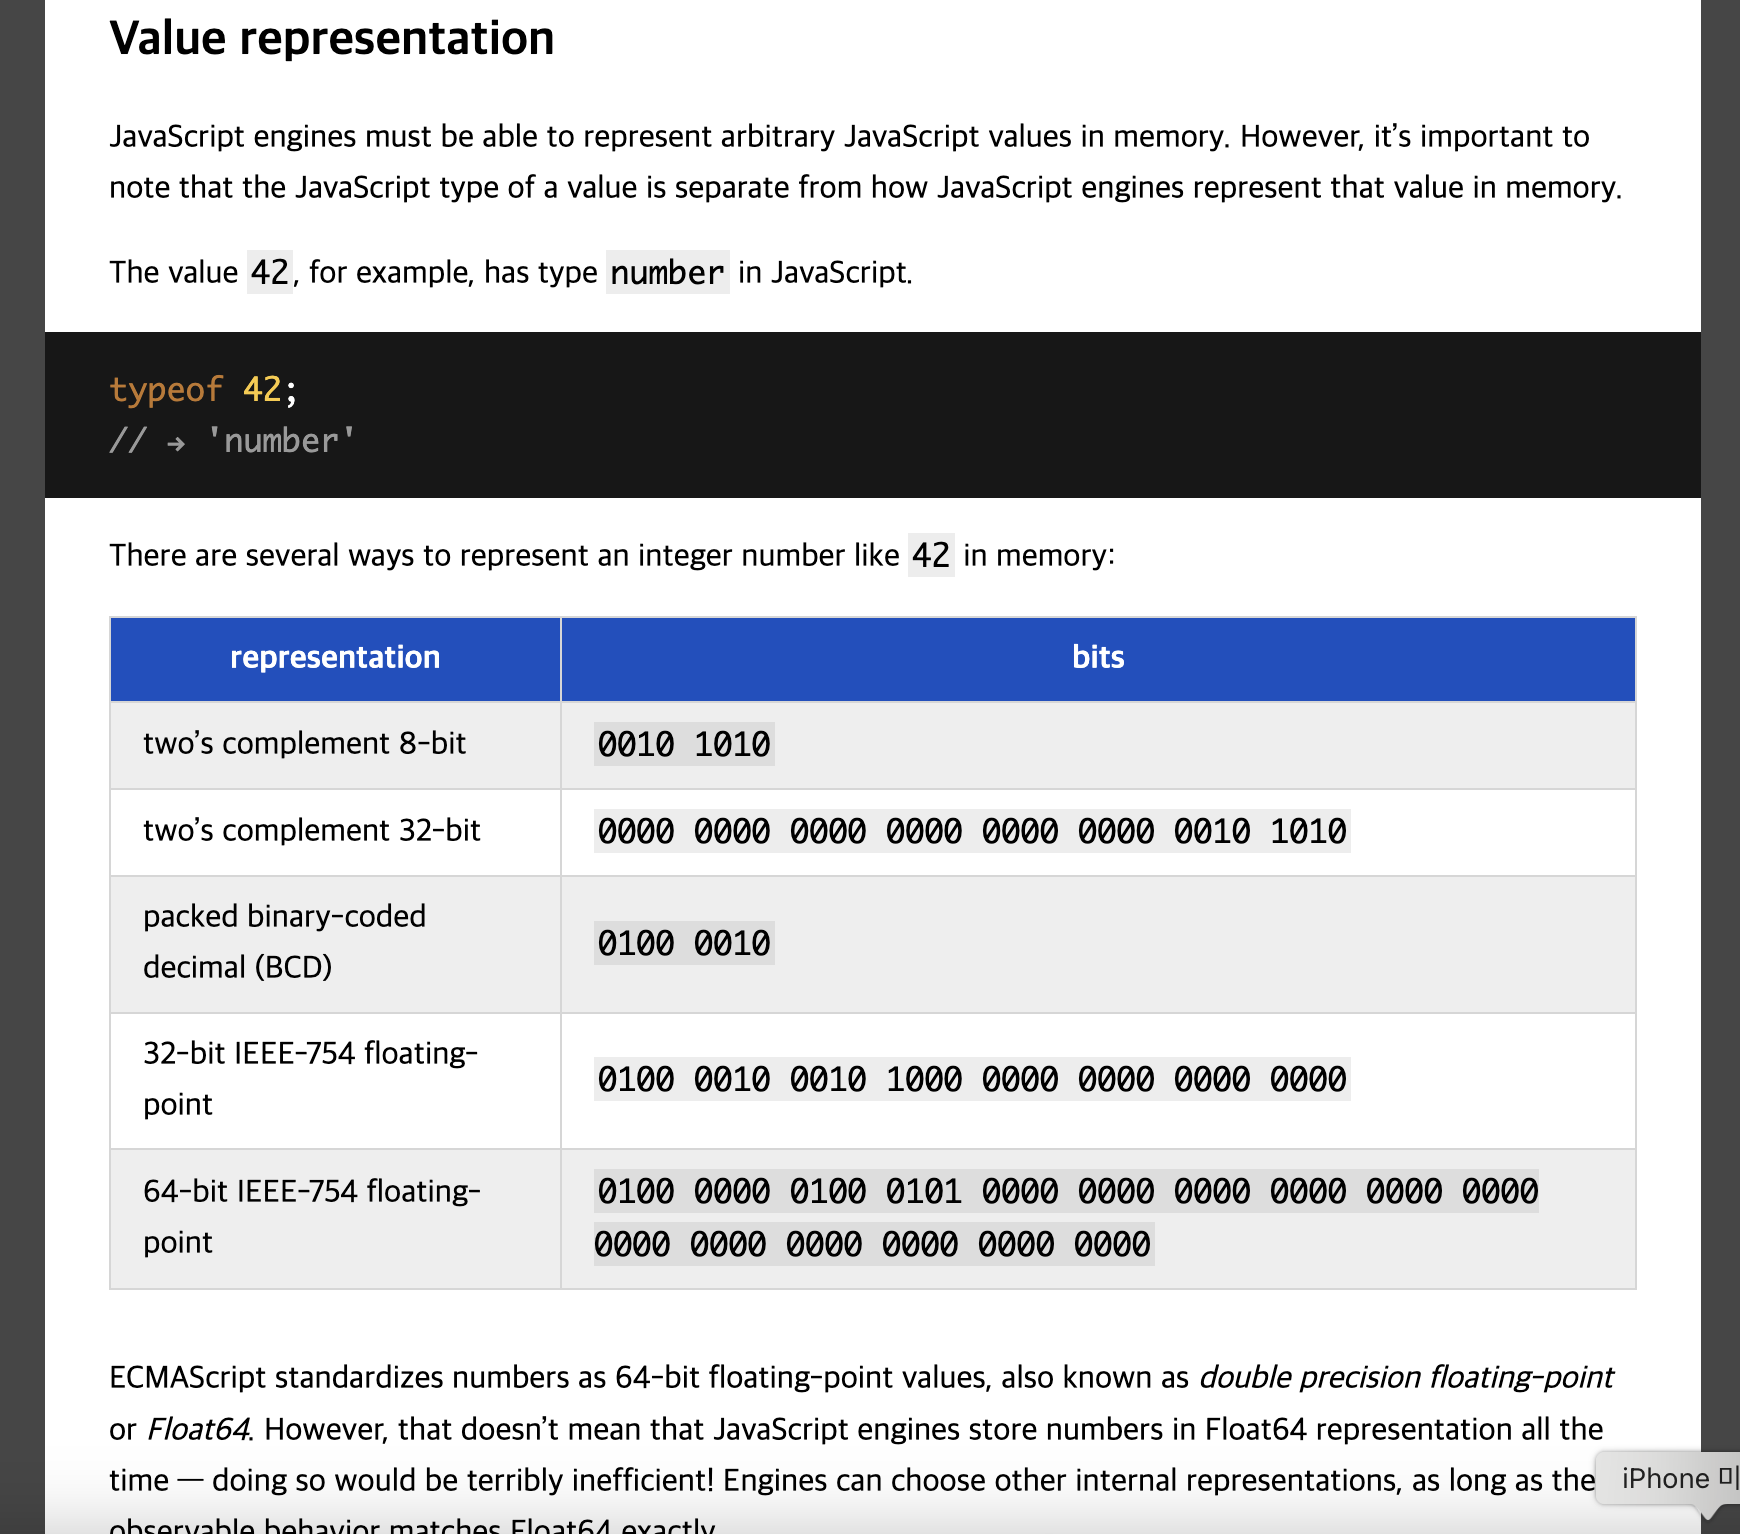 Value representation
JavaScript engines must be able to represent arbitrary JavaScript values in memory. However, it’s important to
note that the JavaScript type of a value is separate from how JavaScript engines represent that value in memory.
The value 42, for example, has type number in JavaScript.
typeof 42;
// → 'number'
There are several ways to represent an integer number like 42 in memory:
representation bits
two’s complement 8-bit 0010 1010
two’s complement 32-bit 0000 0000 0000 0000 0000 0000 0010 1010
packed binary-coded
decimal (BCD) 0100 0010
32-bit IEEE-754 floating-
point 0100 0010 0010 1000 0000 0000 0000 0000
64-bit IEEE-754 floating- 0100 0000 0100 0101 0000 0000 0000 0000 0000 0000
point 0000 0000 0000 0000 0000 0000
ECMAScript standardizes numbers as 64-bit floating-point values, also known as double precision floating-point
or Float64. However, that doesn’t mean that JavaScript engines store numbers in Float64 representation all the
time — doing so would be terribly inefficient! Engines can choose other internal representations, as long as the
observable behavior matches Float64 exactly.
iPhone